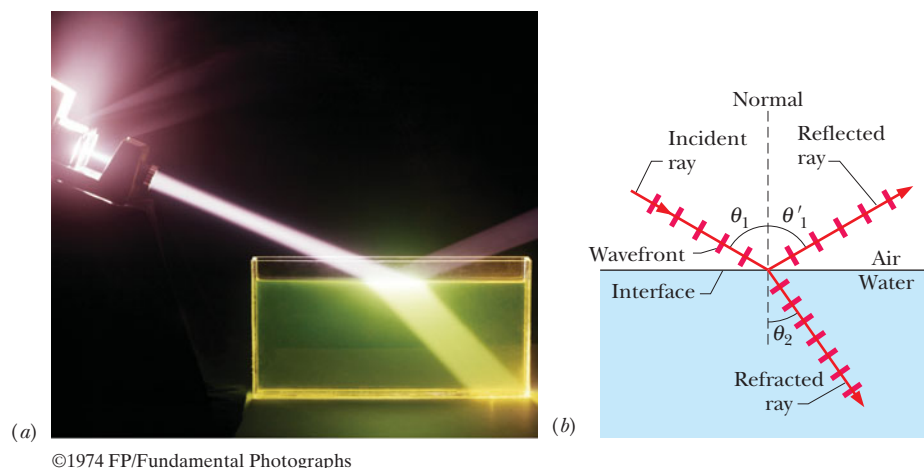 (a)
©1974 FP/Fundamental Photographs
(b)
Normal
Incident
ray
Reflected
ray
θ1
θ′1
Wavefront
Air
Water
Interface
θ2
Refracted
ray